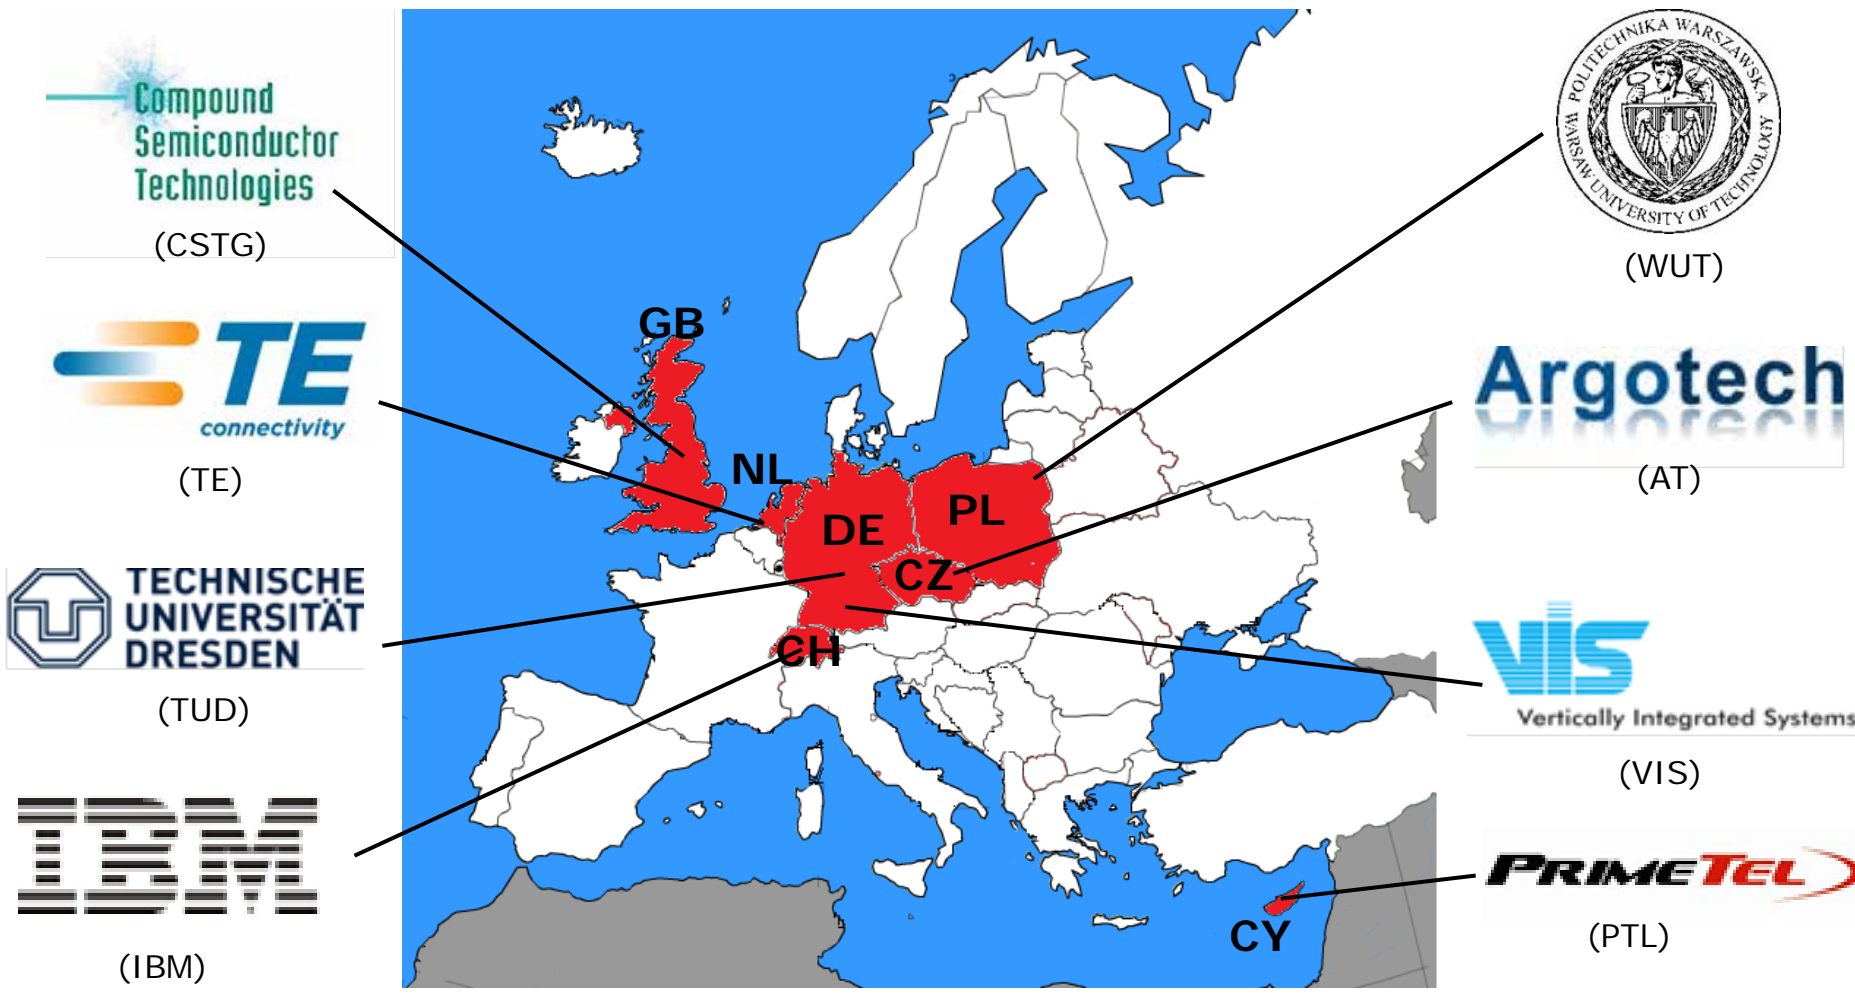 Compound
Semiconductor
Technologies
(CSTG)
TE
connectivity
(TE)
TECHNISCHE
UNIVERSITÄT
DRESDEN
(TUD)
IBM
(IBM)
GB
NL
DE
PL
CZ
CH
CY
POLITECHNIKA WARSZAWSKA
WARSAW UNIVERSITY OF TECHNOLOGY
(WUT)
Argotech
(AT)
VIS
Vertically Integrated Systems
(VIS)
PRIMETEL
(PTL)